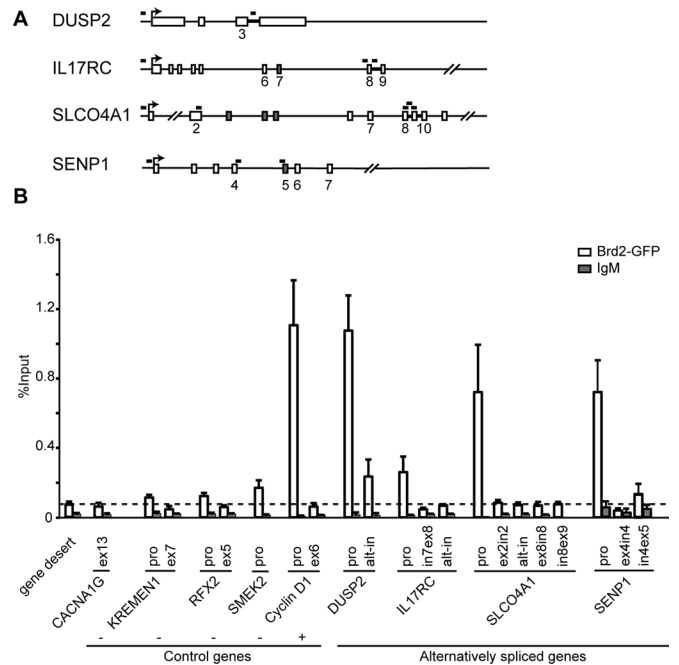 A
DUSP2
3
IL17RC
6 7 8 9
SLCO4A1
2 7 8 10
SENP1
4 5 6 7
B
1.6
1.2
0.8
0.4
0
%Input
Brd2-GFP
IgM
gene desert
ex13
CACNA1G
pro ex7
KREMEN1
pro ex5
RFX2
pro
SMEK2
pro ex6
Cyclin D1
pro alt-in
DUSP2
pro in7ex8 alt-in
IL17RC
pro ex2in2 alt-in ex8in8 in8ex9
SLCO4A1
pro ex4in4 in4ex5
SENP1
- - - - +
Control genes
Alternatively spliced genes